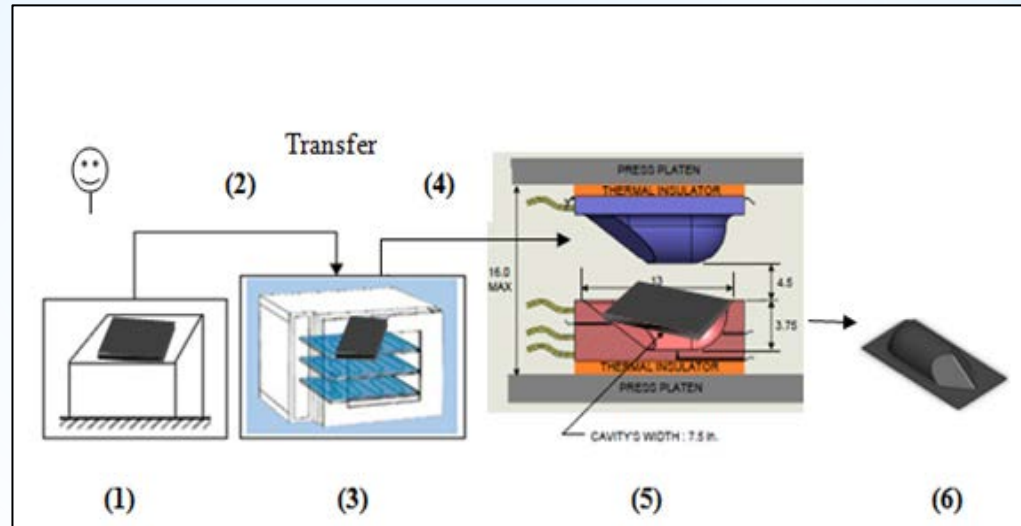 Transfer
(2)
(4)
PRESS PLATEN
THERMAL INSULATOR
16.0
MAX
13
4.5
3.75
THERMAL INSULATOR
PRESS PLATEN
CAVITY'S WIDTH : 7.5 in.
(1)
(3)
(5)
(6)